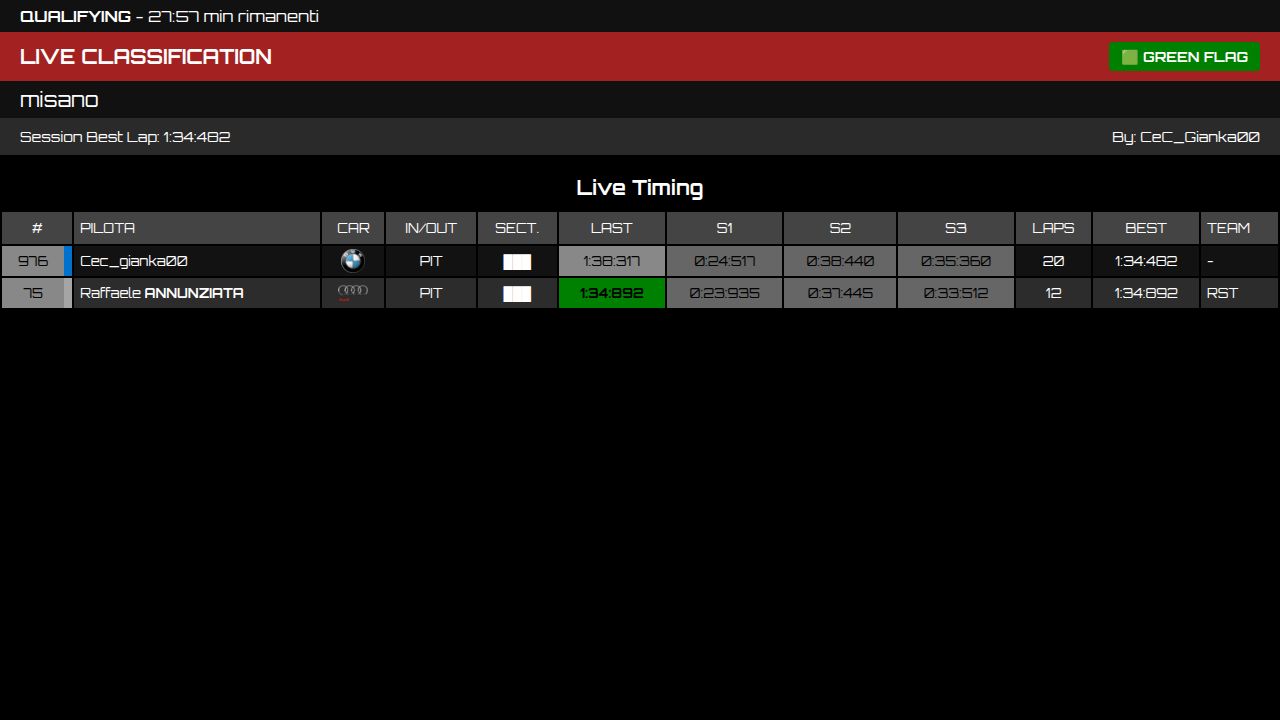 QUALIFYING - 27:57 min rimanenti
LIVE CLASSIFICATION
GREEN FLAG
misano
Session Best Lap: 1:34:482
By: CeC_Gianka00
Live Timing
# PILOTA CAR IN/OUT SECT. LAST S1 S2 S3 LAPS BEST TEAM
976 Cec_gianka00 PIT 1:38:317 0:24:517 0:38:440 0:35:360 20 1:34:482 -
75 Raffaele ANNUNZIATA PIT 1:34:892 0:23:935 0:37:445 0:33:512 12 1:34:892 RST